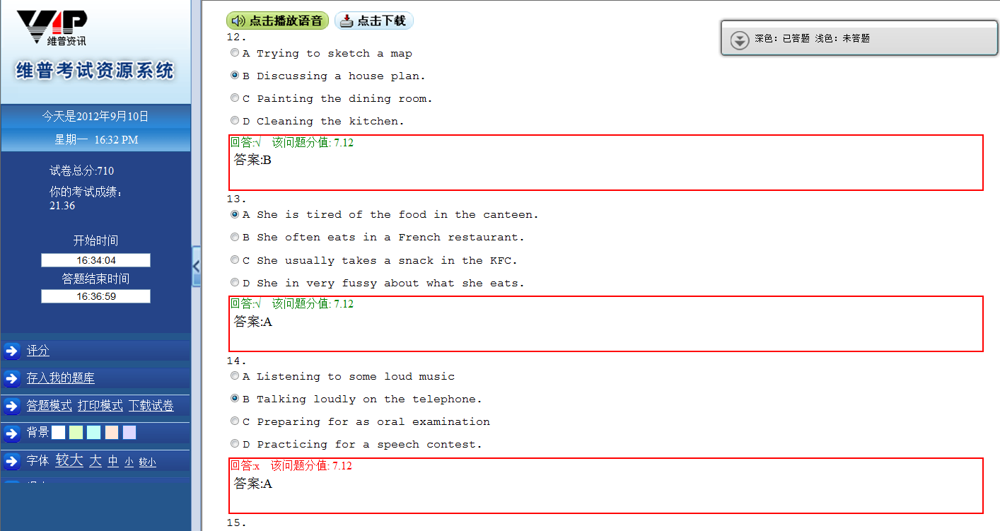 VIP
维普资讯
维普考试资源系统
今天是2012年9月10日
星期一 16:32 PM
试卷总分:710
你的考试成绩:
21.36
开始时间
16:34:04
答题结束时间
16:36:59
评分
存入我的题库
答题模式 打印模式 下载试卷
背景
字体 较大 大 中 小 较小
点击播放语音 点击下载
深色: 已答题 浅色: 未答题
12.
A Trying to sketch a map
B Discussing a house plan.
C Painting the dining room.
D Cleaning the kitchen.
回答:√ 该问题分值: 7.12
答案:B
13.
A She is tired of the food in the canteen.
B She often eats in a French restaurant.
C She usually takes a snack in the KFC.
D She in very fussy about what she eats.
回答:√ 该问题分值: 7.12
答案:A
14.
A Listening to some loud music
B Talking loudly on the telephone.
C Preparing for as oral examination
D Practicing for a speech contest.
回答:x 该问题分值: 7.12
答案:A
15.